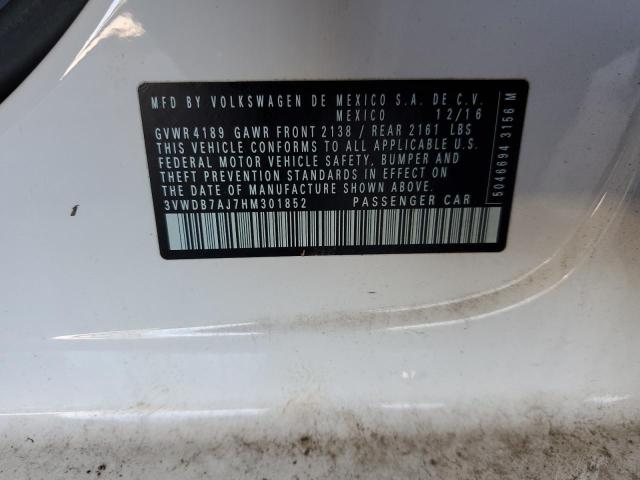 MFD BY VOLKSWAGEN DE MEXICO S.A. DE C.V.
MEXICO 12/16
GVWR 4189 GAWR FRONT 2138 / REAR 2161 LBS
THIS VEHICLE CONFORMS TO ALL APPLICABLE U.S.
FEDERAL MOTOR VEHICLE SAFETY, BUMPER AND
THEFT PREVENTION STANDARDS IN EFFECT ON
THE DATE OF MANUFACTURE SHOWN ABOVE.
3VWDB7AJ7HM301852 PASSENGER CAR
5046694 3156 M